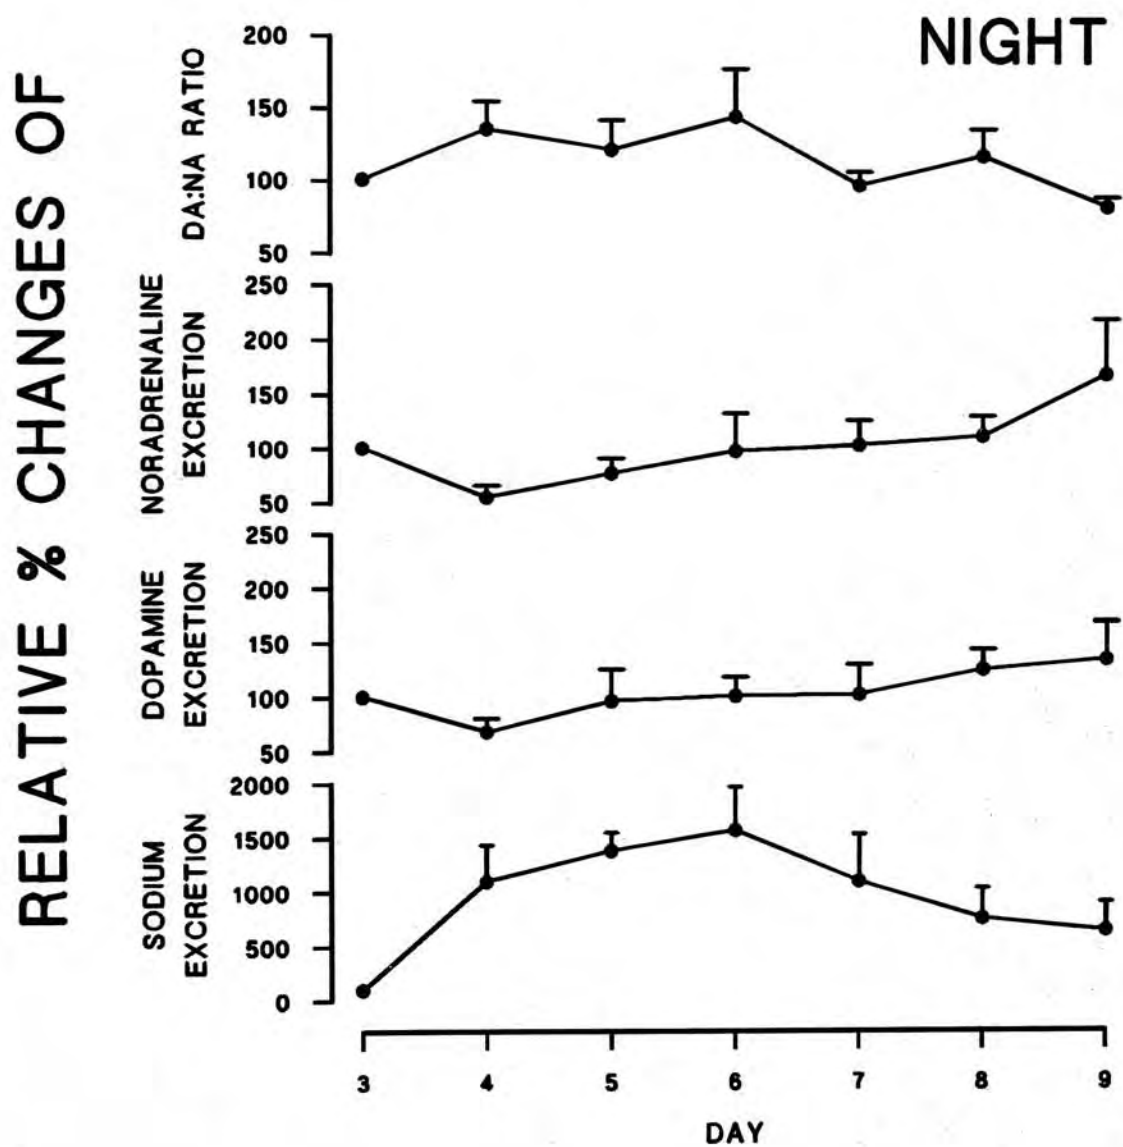 NIGHT
RELATIVE % CHANGES OF
DA:NA RATIO
200
150
100
50
NORADRENALINE
EXCRETION
250
200
150
100
50
DOPAMINE
EXCRETION
250
200
150
100
50
SODIUM
EXCRETION
2000
1500
1000
500
0
3 4 5 6 7 8 9
DAY